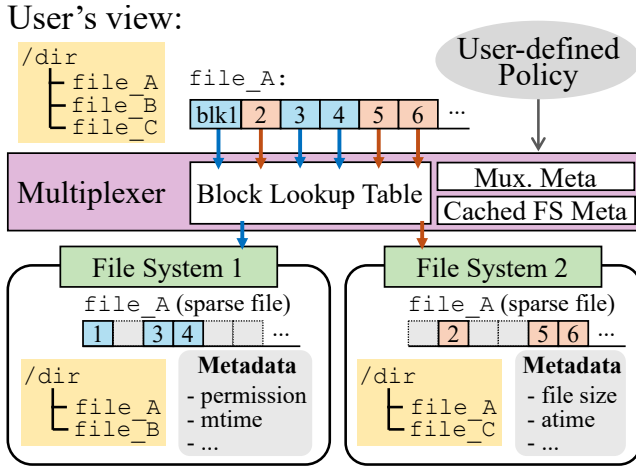 User's view:
/dir
file_A
file_B
file_C
file_A:
blk1 2 3 4 5 6 ...
User-defined
Policy
Multiplexer
Block Lookup Table
Mux. Meta
Cached FS Meta
File System 1
file_A (sparse file)
1 3 4 ...
/dir
file_A
file_B
Metadata
- permission
- mtime
- ...
File System 2
file_A (sparse file)
2 5 6 ...
/dir
file_A
file_C
Metadata
- file size
- atime
- ...